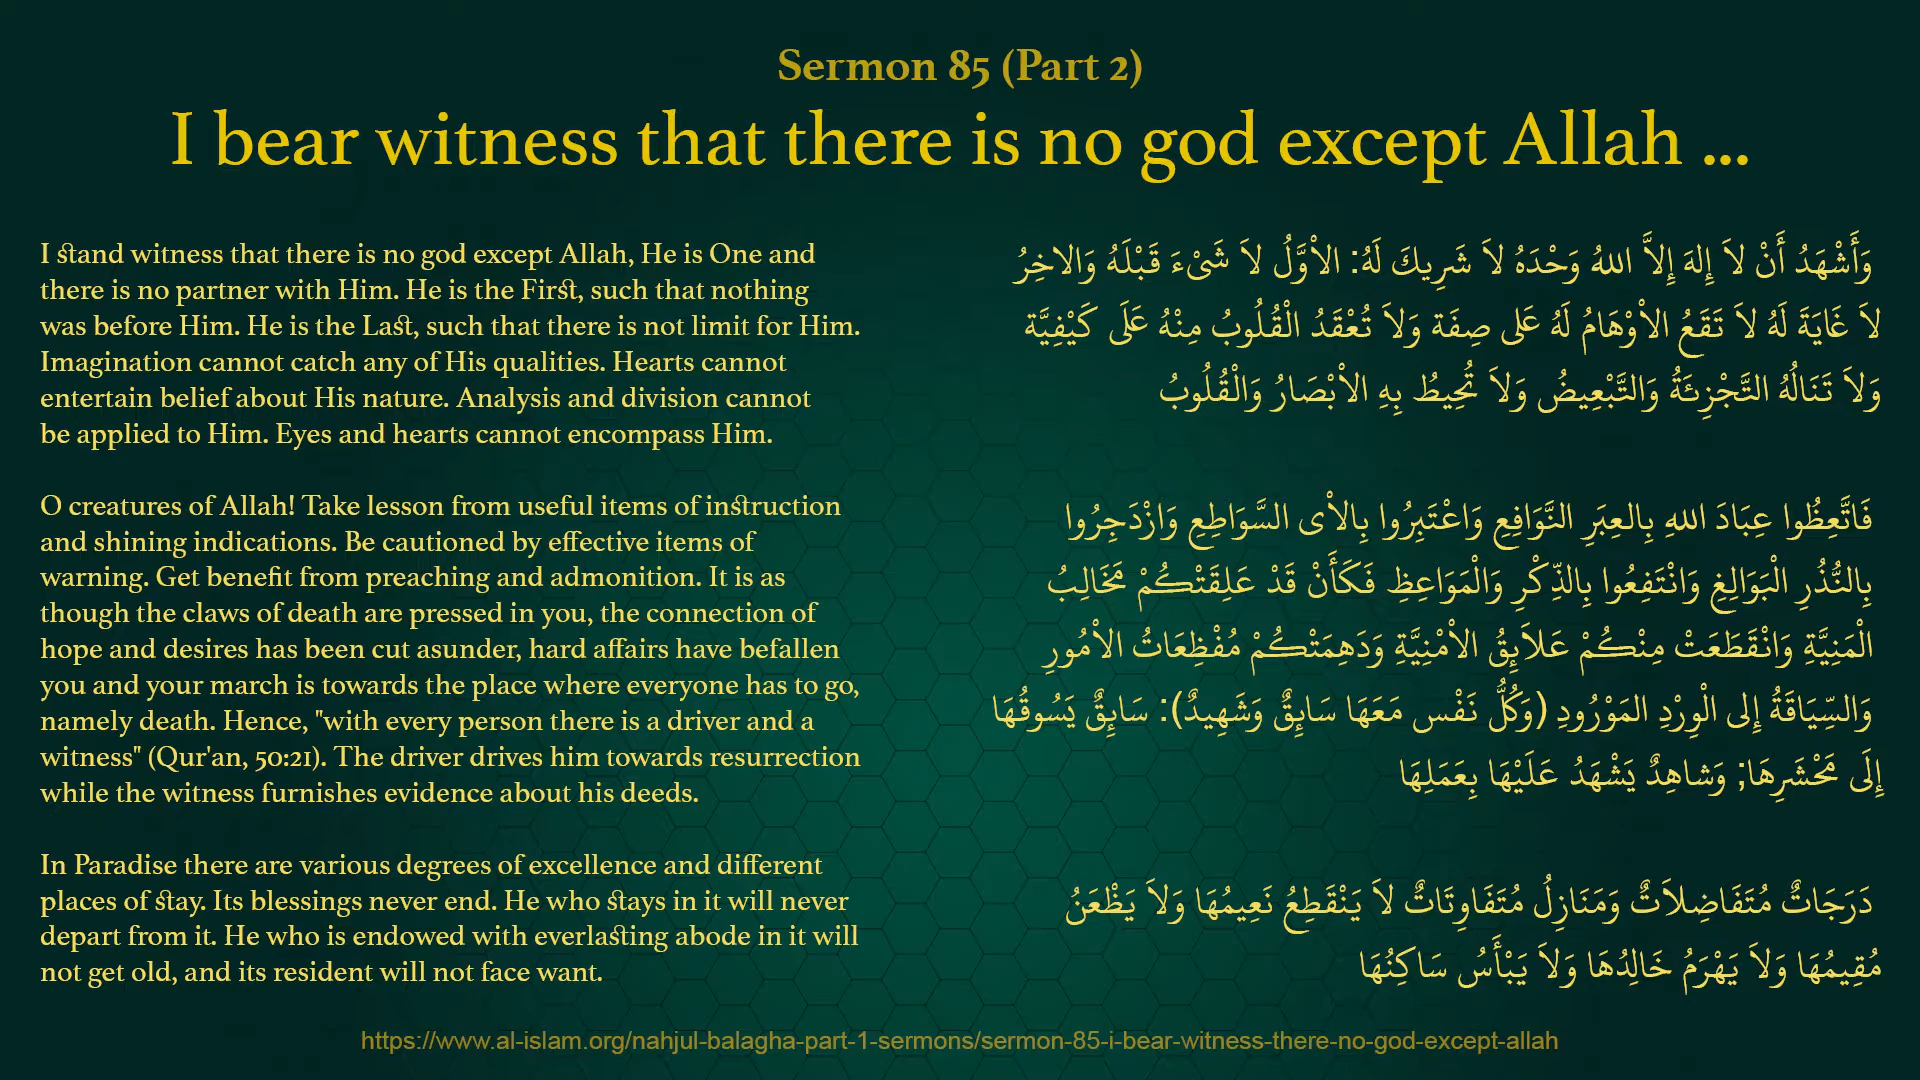 Sermon 85 (Part 2)
I bear witness that there is no god except Allah ...
I stand witness that there is no god except Allah, He is One and
there is no partner with Him. He is the First, such that nothing
was before Him. He is the Last, such that there is not limit for Him.
Imagination cannot catch any of His qualities. Hearts cannot
entertain belief about His nature. Analysis and division cannot
be applied to Him. Eyes and hearts cannot encompass Him.
O creatures of Allah! Take lesson from useful items of instruction
and shining indications. Be cautioned by effective items of
warning. Get benefit from preaching and admonition. It is as
though the claws of death are pressed in you, the connection of
hope and desires has been cut asunder, hard affairs have befallen
you and your march is towards the place where everyone has to go,
namely death. Hence, "with every person there is a driver and a
witness" (Qur'an, 50:21). The driver drives him towards resurrection
while the witness furnishes evidence about his deeds.
In Paradise there are various degrees of excellence and different
places of stay. Its blessings never end. He who stays in it will never
depart from it. He who is endowed with everlasting abode in it will
not get old, and its resident will not face want.
وَأَشْهَدُ أَنْ لاَ إِلهَ إِلاَّ اللهُ وَحْدَهُ لاَ شَرِيكَ لَهُ: الاْوَّلُ لاَ شَىْءَ قَبْلَهُ وَالاخِرُ
لاَ غَايَةَ لَهُ لاَ تَقَعُ الاْوْهَامُ لَهُ عَلى صِفَة وَلاَ تُعْقَدُ الْقُلُوبُ مِنْهُ عَلَى كَيْفِيَّة
وَلاَ تَنَالُهُ التَّجْزِئَةُ وَالتَّبْعِيضُ وَلاَ تُحِيطُ بِهِ الاْبْصَارُ وَالْقُلُوبُ
فَاتَّعِظُوا عِبَادَ اللهِ بِالعِبَرِ النَّوَافِعِ وَاعْتَبِرُوا بِالاْى السَّوَاطِعِ وَازْدَجِرُوا
بِالنُّذُرِ الْبَوَالِغِ وَانْتَفِعُوا بِالذِّكْرِ وَالْمَوَاعِظِ فَكَأَنْ قَدْ عَلِقَتْكُمْ مَخَالِبُ
الْمَنِيَّةِ وَانْقَطَعَتْ مِنْكُمْ عَلاَئِقُ الاْمْنِيَّةِ وَدَهِمَتْكُمْ مُفْظِعَاتُ الاْمُورِ
وَالسِّيَاقَةُ إِلى الْوِرْدِ المَوْرُودِ (وَكُلُّ نَفْس مَعَهَا سَائِقٌ وَشَهِيدٌ): سَائِقٌ يَسُوقُهَا
إِلَى مَحْشَرِهَا; وَشاهِدٌ يَشْهَدُ عَلَيْهَا بِعَمَلِهَا
دَرَجَاتٌ مُتَفَاضِلاَتٌ وَمَنَازِلُ مُتَفَاوِتَاتٌ لاَ يَنْقَطِعُ نَعِيمُهَا وَلاَ يَظْعَنُ
مُقِيمُهَا وَلاَ يَهْرَمُ خَالِدُهَا وَلاَ يَبْأَسُ سَاكِنُهَا
https://www.al-islam.org/nahjul-balagha-part-1-sermons/sermon-85-i-bear-witness-there-no-god-except-allah